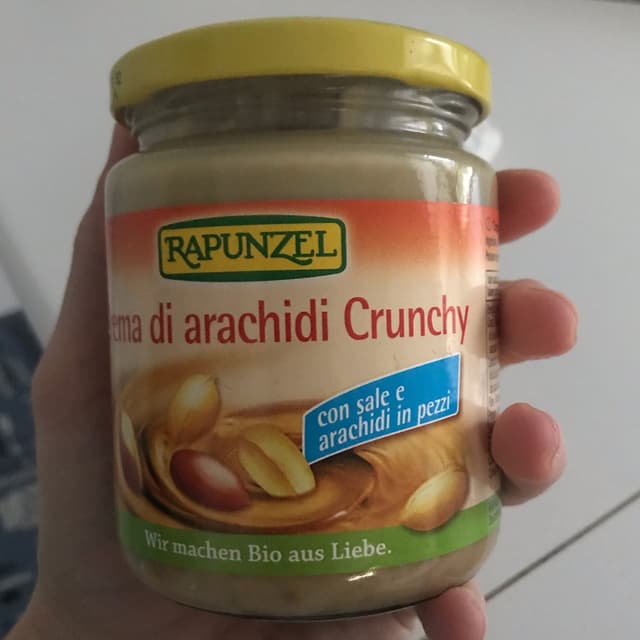 RAPUNZEL
ema di arachidi Crunchy
con sale e
arachidi in pezzi
Wir machen Bio aus Liebe.